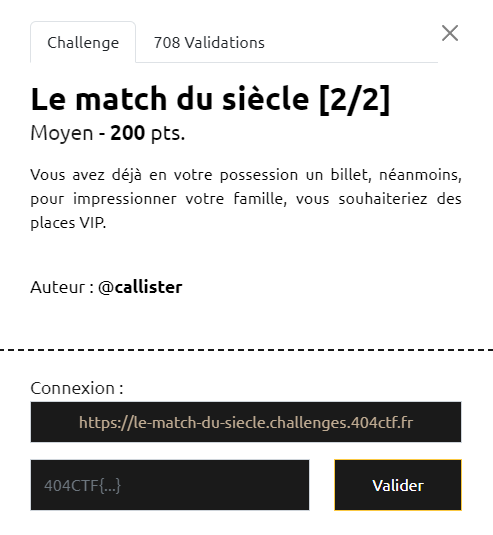 Challenge
708 Validations
Le match du siècle [2/2]
Moyen - 200 pts.
Vous avez déjà en votre possession un billet, néanmoins,
pour impressionner votre famille, vous souhaiteriez des
places VIP.
Auteur : @callister
Connexion :
https://le-match-du-siecle.challenges.404ctf.fr
404CTF{...}
Valider